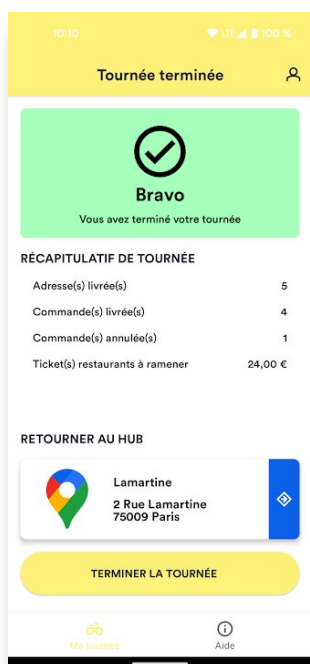 10:10 LTE 100 %
Tournée terminée
Bravo
Vous avez terminé votre tournée
RÉCAPITULATIF DE TOURNÉE
Adresse(s) livrée(s) 5
Commande(s) livrée(s) 4
Commande(s) annulée(s) 1
Ticket(s) restaurants à ramener 24,00 €
RETOURNER AU HUB
Lamartine
2 Rue Lamartine
75009 Paris
TERMINER LA TOURNÉE
Ma tournée Aide